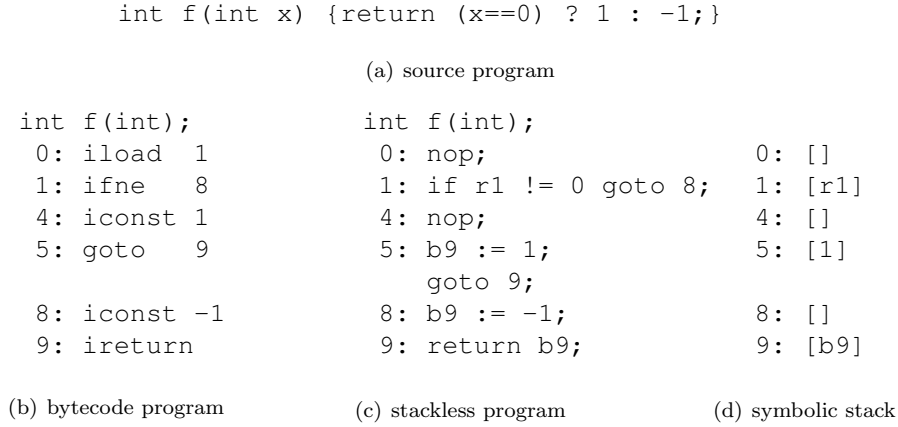 int f(int x) {return (x==0) ? 1 : -1;}
(a) source program
int f(int);
0: iload 1
1: ifne 8
4: iconst 1
5: goto 9
8: iconst -1
9: ireturn
(b) bytecode program
int f(int);
0: nop;
1: if r1 != 0 goto 8;
4: nop;
5: b9 := 1;
goto 9;
8: b9 := -1;
9: return b9;
(c) stackless program
0: []
1: [r1]
4: []
5: [1]
8: []
9: [b9]
(d) symbolic stack